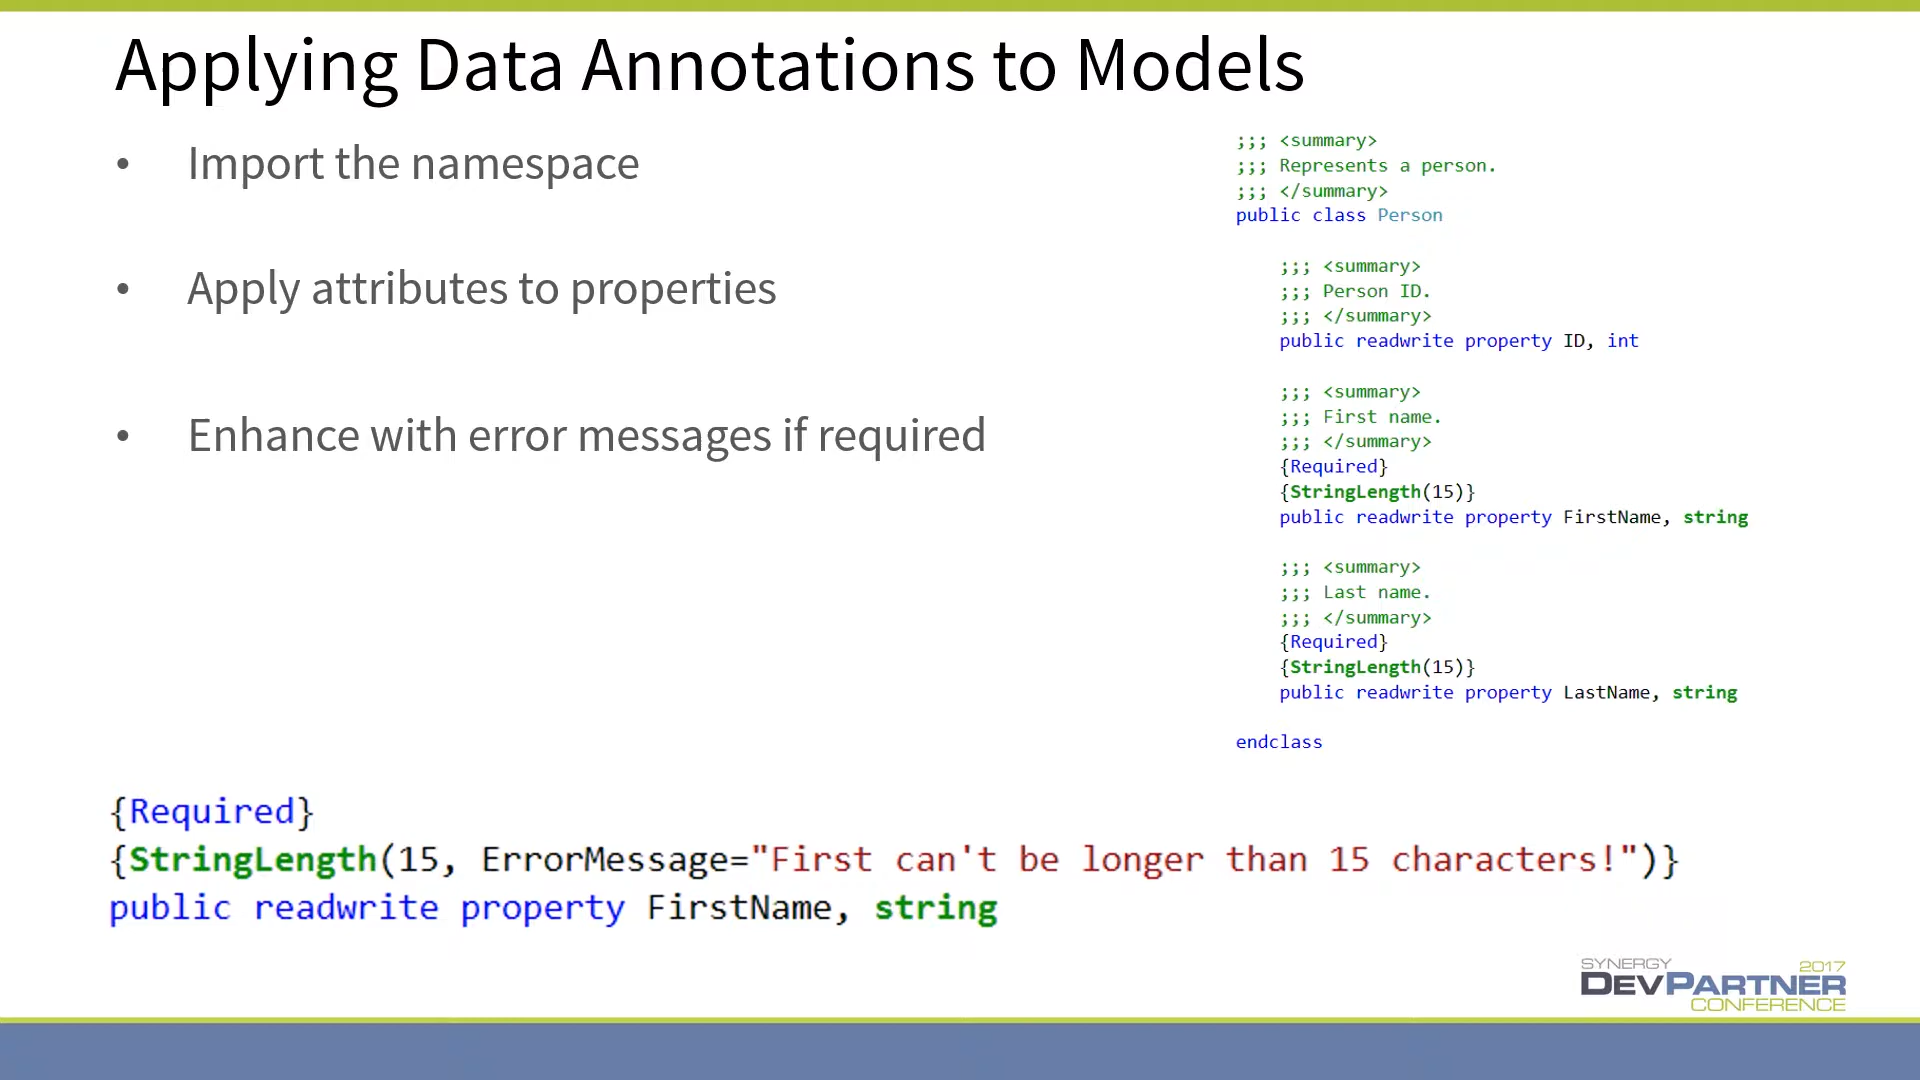 Applying Data Annotations to Models
• Import the namespace
• Apply attributes to properties
• Enhance with error messages if required
;;; <summary>
;;; Represents a person.
;;; </summary>
public class Person
;;; <summary>
;;; Person ID.
;;; </summary>
public readwrite property ID, int
;;; <summary>
;;; First name.
;;; </summary>
{Required}
{StringLength(15)}
public readwrite property FirstName, string
;;; <summary>
;;; Last name.
;;; </summary>
{Required}
{StringLength(15)}
public readwrite property LastName, string
endclass
{Required}
{StringLength(15, ErrorMessage="First can't be longer than 15 characters!")}
public readwrite property FirstName, string
SYNERGY 2017
DEVPARTNER
CONFERENCE